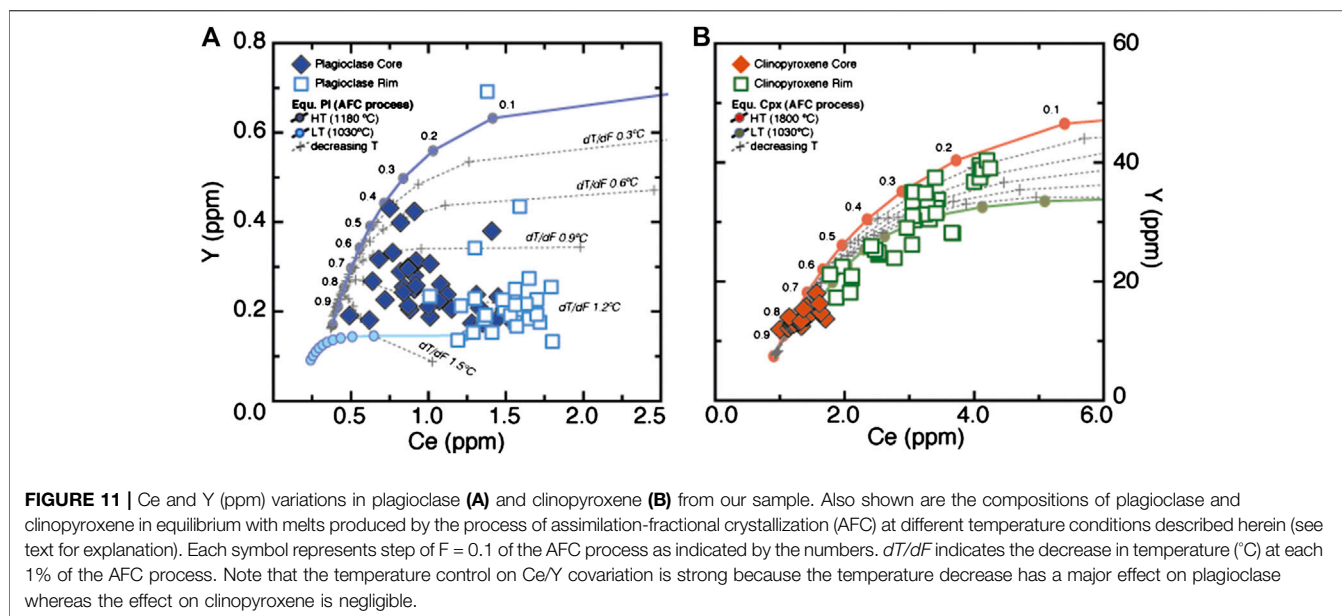 A
B
0.8
0.6
0.4
0.2
0.0
Y (ppm)
Plagioclase Core
Plagioclase Rim
Equ. Pl (AFC process)
HT (1180 ºC)
LT (1030ºC)
decreasing T
0.1
0.2
0.3
0.4
0.5
0.6
0.7
0.8
0.9
dT/dF 0.3ºC
dT/dF 0.6ºC
dT/dF 0.9ºC
dT/dF 1.2ºC
dT/dF 1.5ºC
0.5 1.0 1.5 2.0 2.5
Ce (ppm)
Clinopyroxene Core
Clinopyroxene Rim
Equ. Cpx (AFC process)
HT (1800 ºC)
LT (1030ºC)
decreasing T
0.1
0.2
0.3
0.4
0.5
0.6
0.7
0.8
0.9
60
40
20
0
Y (ppm)
0.0 2.0 4.0 6.0
Ce (ppm)
FIGURE 11 | Ce and Y (ppm) variations in plagioclase (A) and clinopyroxene (B) from our sample. Also shown are the compositions of plagioclase and
clinopyroxene in equilibrium with melts produced by the process of assimilation-fractional crystallization (AFC) at different temperature conditions described herein (see
text for explanation). Each symbol represents step of F = 0.1 of the AFC process as indicated by the numbers. dT/dF indicates the decrease in temperature (°C) at each
1% of the AFC process. Note that the temperature control on Ce/Y covariation is strong because the temperature decrease has a major effect on plagioclase
whereas the effect on clinopyroxene is negligible.